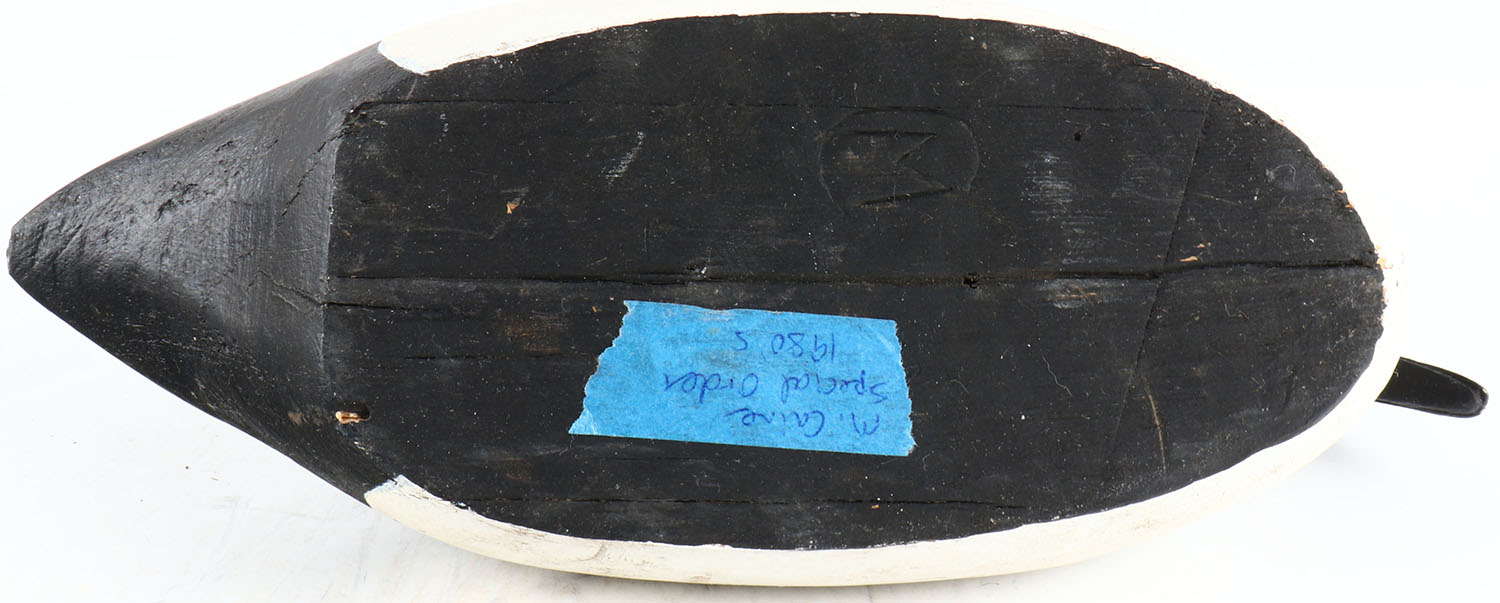 M
M. Caine
Special Order
1980's